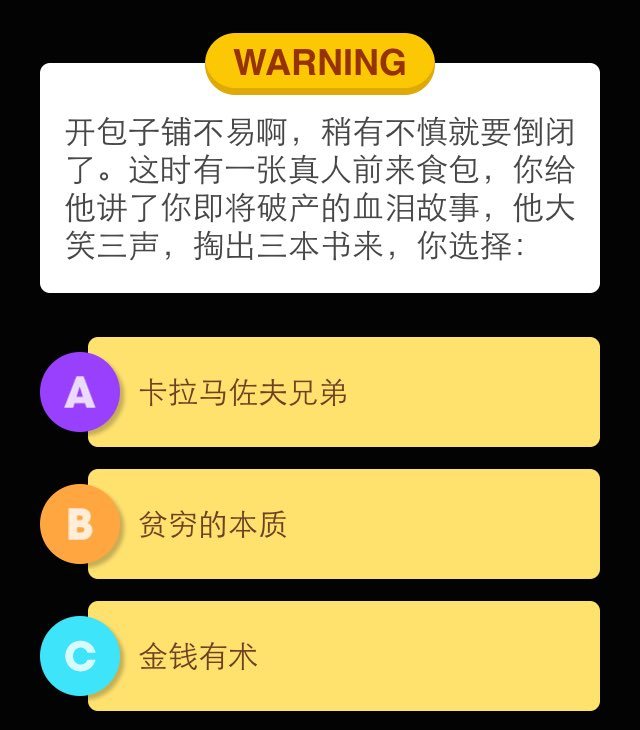 WARNING
开包子铺不易啊，稍有不慎就要倒闭
了。这时有一张真人前来食包，你给
他讲了你即将破产的血泪故事，他大
笑三声，掏出三本书来，你选择：
A
卡拉马佐夫兄弟
B
贫穷的本质
C
金钱有术